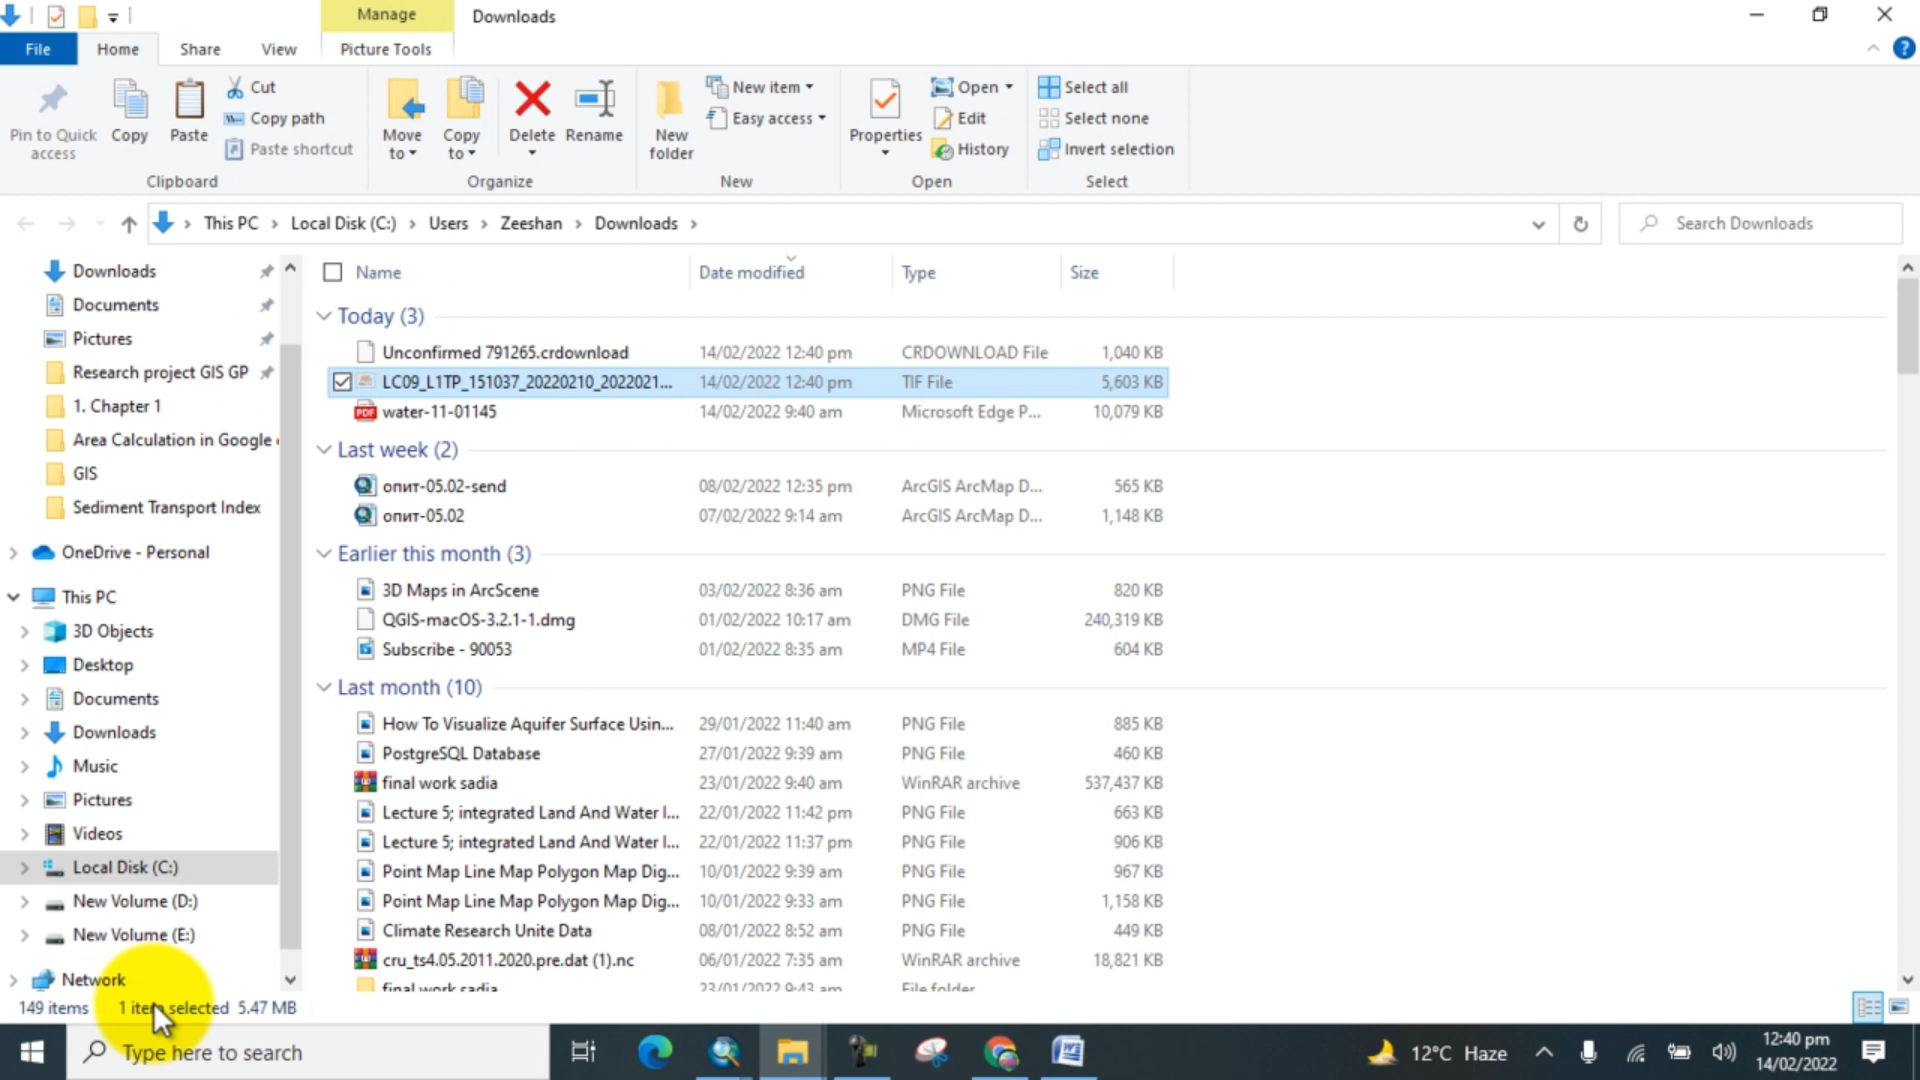 Manage
Downloads
File
Home
Share
View
Picture Tools
Pin to Quick access
Copy
Paste
Cut
Copy path
Paste shortcut
Clipboard
Move to
Copy to
Delete
Rename
Organize
New folder
New item
Easy access
New
Properties
Open
Edit
History
Open
Select all
Select none
Invert selection
Select
This PC > Local Disk (C:) > Users > Zeeshan > Downloads >
Search Downloads
Downloads
Documents
Pictures
Research project GIS GP
1. Chapter 1
Area Calculation in Google
GIS
Sediment Transport Index
OneDrive - Personal
This PC
3D Objects
Desktop
Documents
Downloads
Music
Pictures
Videos
Local Disk (C:)
New Volume (D:)
New Volume (E:)
Network
Name Date modified Type Size
Today (3)
Unconfirmed 791265.crdownload 14/02/2022 12:40 pm CRDOWNLOAD File 1,040 KB
LC09_L1TP_151037_20220210_2022021... 14/02/2022 12:40 pm TIF File 5,603 KB
PDF water-11-01145 14/02/2022 9:40 am Microsoft Edge P... 10,079 KB
Last week (2)
опит-05.02-send 08/02/2022 12:35 pm ArcGIS ArcMap D... 565 KB
опит-05.02 07/02/2022 9:14 am ArcGIS ArcMap D... 1,148 KB
Earlier this month (3)
3D Maps in ArcScene 03/02/2022 8:36 am PNG File 820 KB
QGIS-macOS-3.2.1-1.dmg 01/02/2022 10:17 am DMG File 240,319 KB
Subscribe - 90053 01/02/2022 8:35 am MP4 File 604 KB
Last month (10)
How To Visualize Aquifer Surface Usin... 29/01/2022 11:40 am PNG File 885 KB
PostgreSQL Database 27/01/2022 9:39 am PNG File 460 KB
final work sadia 23/01/2022 9:40 am WinRAR archive 537,437 KB
Lecture 5; integrated Land And Water I... 22/01/2022 11:42 pm PNG File 663 KB
Lecture 5; integrated Land And Water I... 22/01/2022 11:37 pm PNG File 906 KB
Point Map Line Map Polygon Map Dig... 10/01/2022 9:39 am PNG File 967 KB
Point Map Line Map Polygon Map Dig... 10/01/2022 9:33 am PNG File 1,158 KB
Climate Research Unite Data 08/01/2022 8:52 am PNG File 449 KB
cru_ts4.05.2011.2020.pre.dat (1).nc 06/01/2022 7:35 am WinRAR archive 18,821 KB
final work sadia 23/01/2022 9:43 am File folder
149 items 1 item selected 5.47 MB
Type here to search
12°C Haze
12:40 pm
14/02/2022